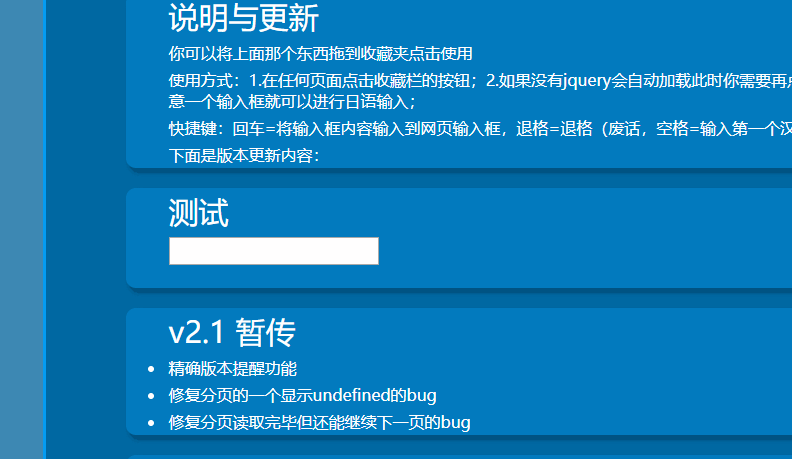 说明与更新
你可以将上面那个东西拖到收藏夹点击使用
使用方式：1.在任何页面点击收藏栏的按钮；2.如果没有jquery会自动加载此时你需要再点
意一个输入框就可以进行日语输入；
快捷键：回车=将输入框内容输入到网页输入框，退格=退格（废话，空格=输入第一个汉
下面是版本更新内容：
测试
v2.1 暂传
精确版本提醒功能
修复分页的一个显示undefined的bug
修复分页读取完毕但还能继续下一页的bug